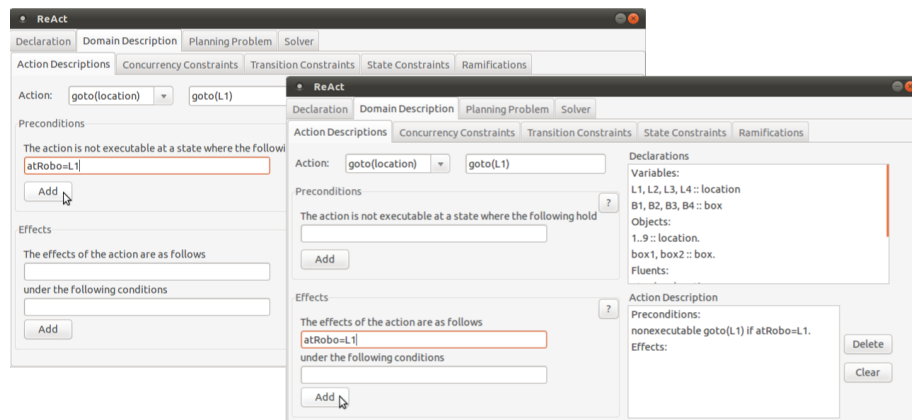 ReAct
Declaration Domain Description Planning Problem Solver
Action Descriptions Concurrency Constraints Transition Constraints State Constraints Ramifications
Action: goto(location) goto(L1)
Preconditions
The action is not executable at a state where the followi
atRobo=L1
Add
Effects
The effects of the action are as follows
under the following conditions
Add
ReAct
Declaration Domain Description Planning Problem Solver
Action Descriptions Concurrency Constraints Transition Constraints State Constraints Ramifications
Action: goto(location) goto(L1)
Preconditions
?
The action is not executable at a state where the following hold
Add
Effects
?
The effects of the action are as follows
atRobo=L1
under the following conditions
Add
Declarations
Variables:
L1, L2, L3, L4 :: location
B1, B2, B3, B4 :: box
Objects:
1..9 :: location.
box1, box2 :: box.
Fluents:
Action Description
Preconditions:
nonexecutable goto(L1) if atRobo=L1.
Effects:
Delete
Clear